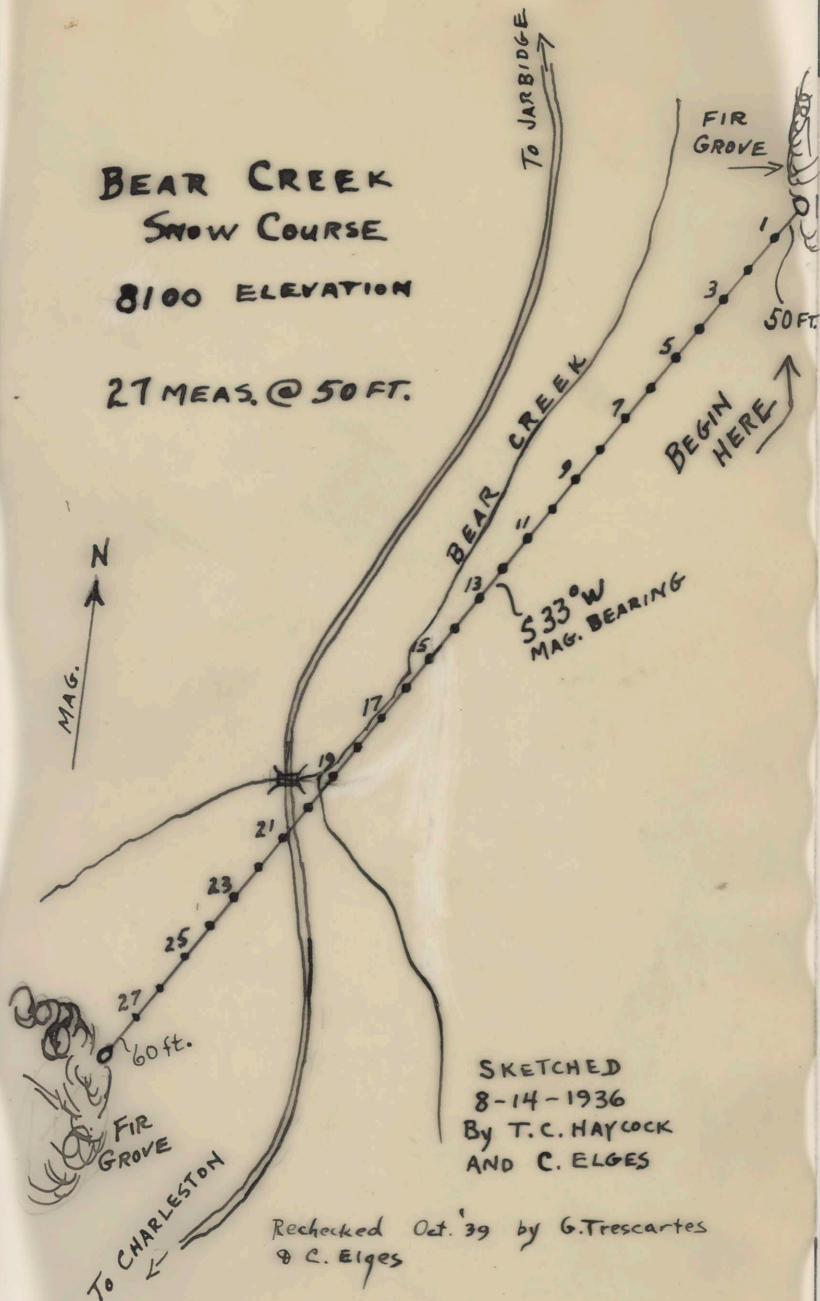 To JARBIDGE
FIR
GROVE
BEAR CREEK
SNOW COURSE
8100 ELEVATION
27 MEAS. @ 50 FT.
1
3
5
7
9
11
13
15
17
19
21
23
25
27
50 FT.
BEGIN
HERE
BEAR CREEK
S33°W
MAG. BEARING
N
MAG.
60 ft.
FIR
GROVE
To CHARLESTON
SKETCHED
8-14-1936
By T.C. HAYCOCK
AND C. ELGES
Rechecked Oct. '39 by G. Trescartes
& C. Elges